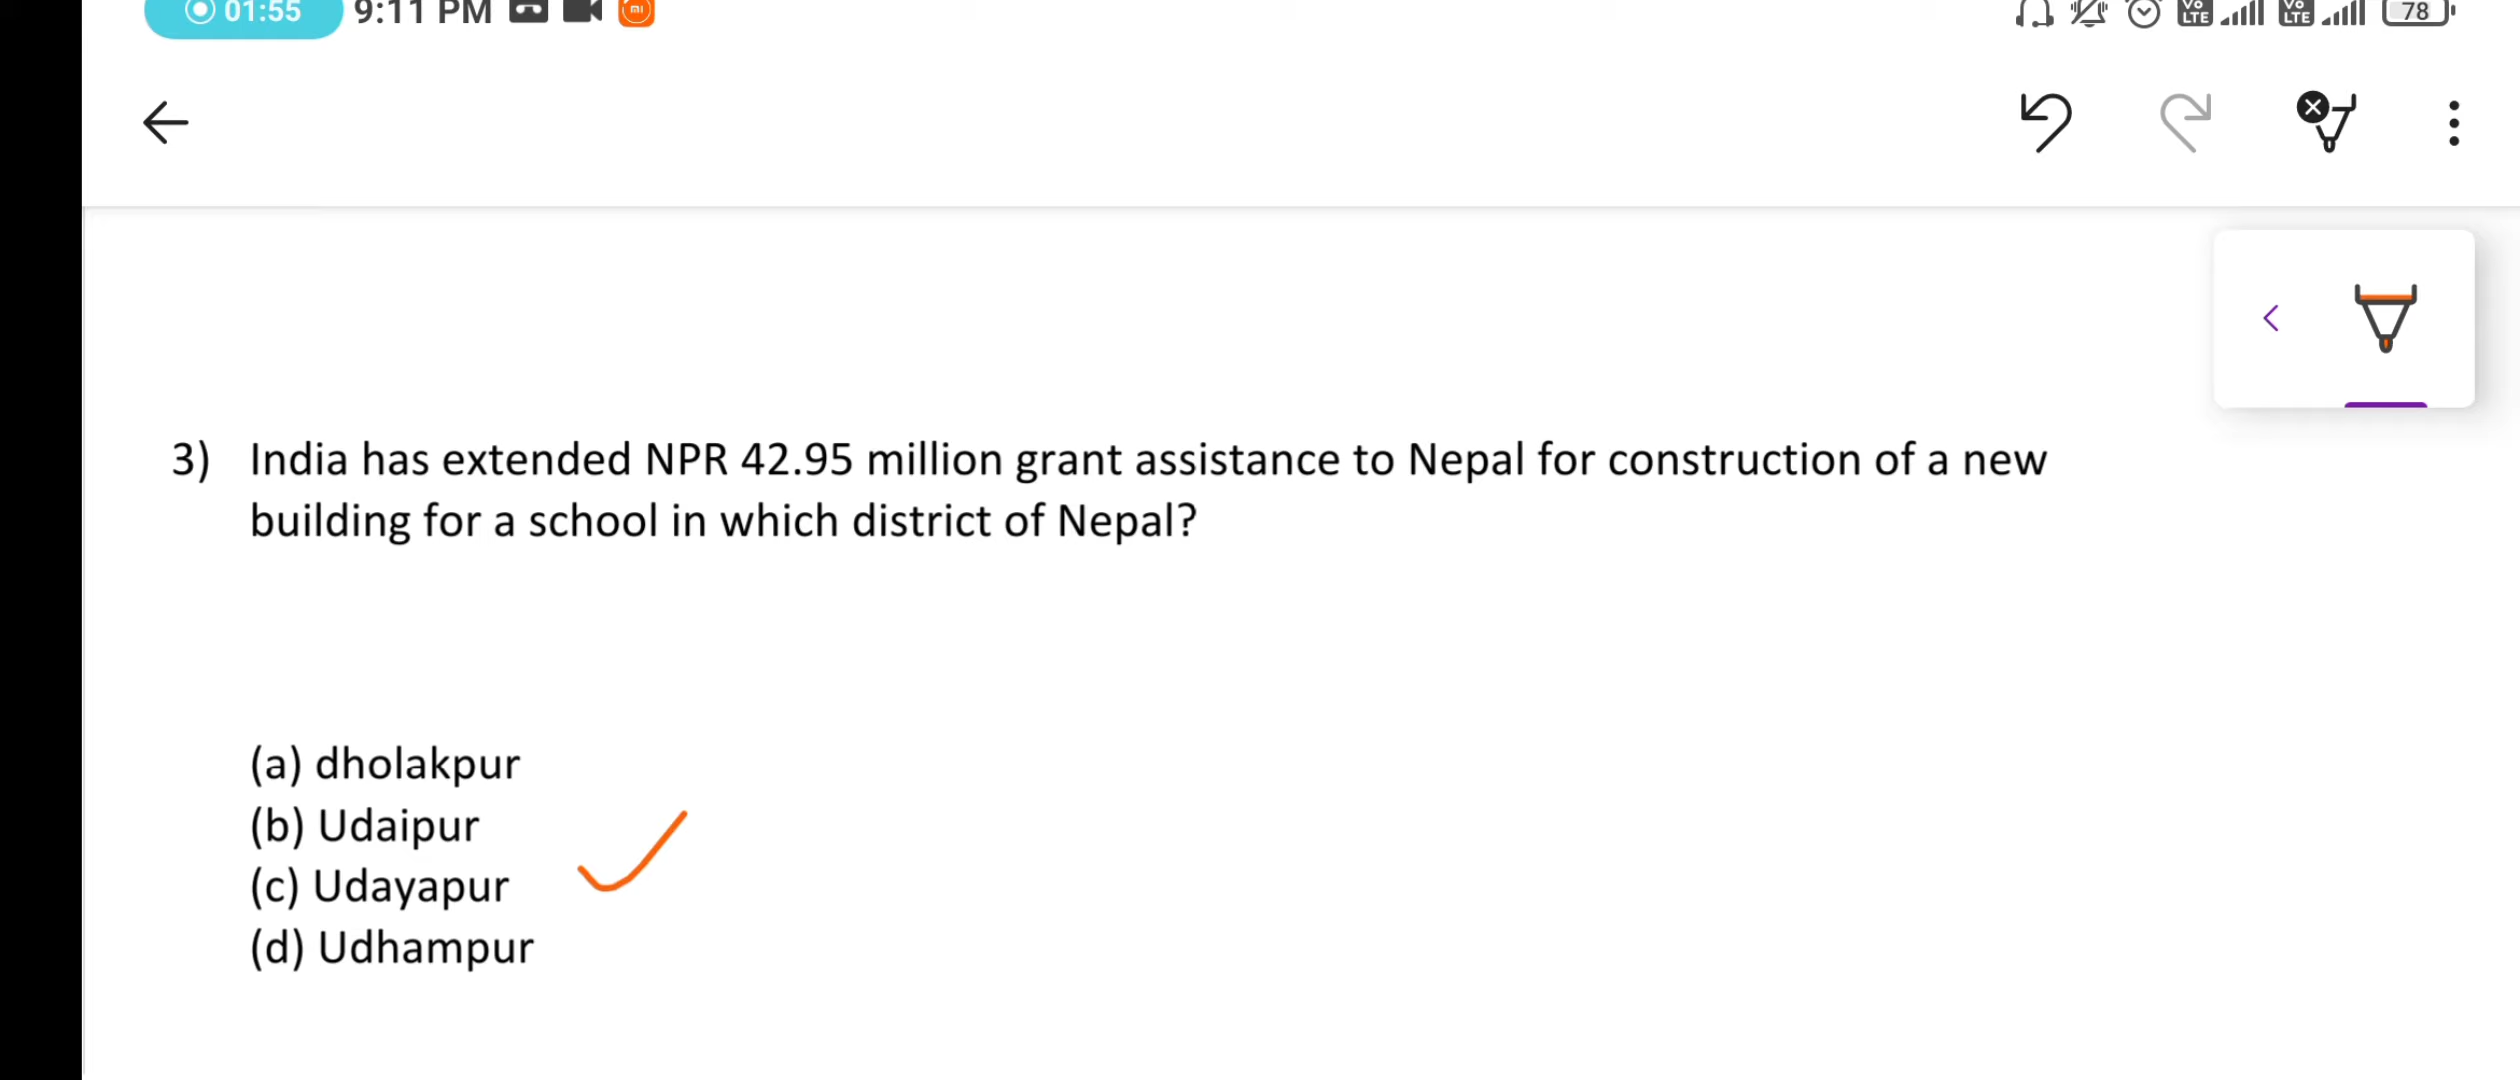 01:55 9:11 PM
78
3) India has extended NPR 42.95 million grant assistance to Nepal for construction of a new
building for a school in which district of Nepal?
(a) dholakpur
(b) Udaipur
(c) Udayapur
(d) Udhampur